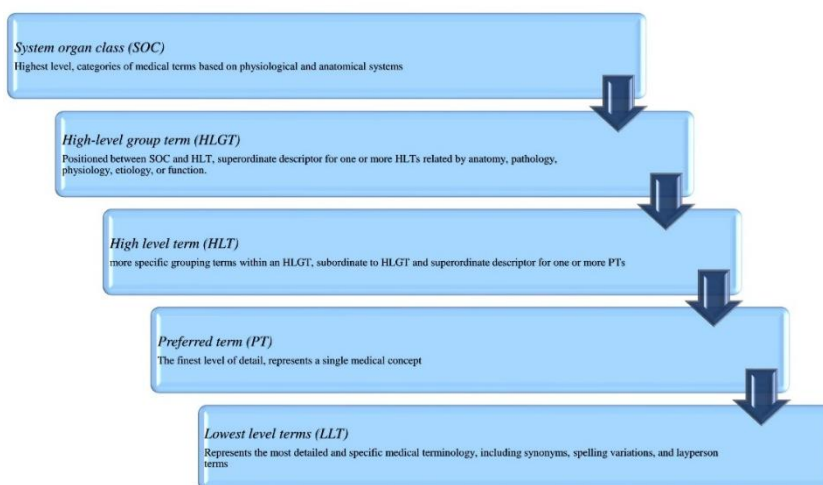 System organ class (SOC)
Highest level, categories of medical terms based on physiological and anatomical systems
High-level group term (HLGT)
Positioned between SOC and HLT, superordinate descriptor for one or more HLTs related by anatomy, pathology,
physiology, etiology, or function.
High level term (HLT)
more specific grouping terms within an HLGT, subordinate to HLGT and superordinate descriptor for one or more PTs
Preferred term (PT)
The finest level of detail, represents a single medical concept
Lowest level terms (LLT)
Represents the most detailed and specific medical terminology, including synonyms, spelling variations, and layperson
terms